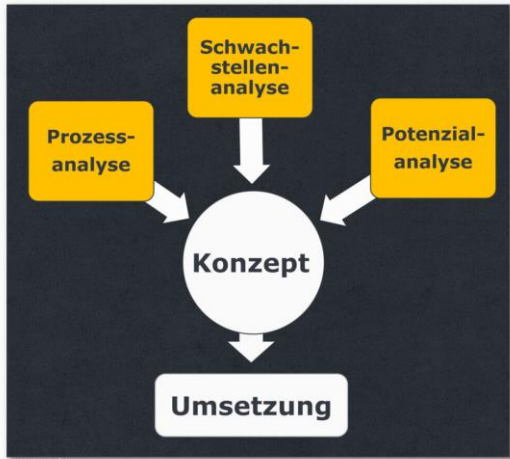 Schwach-
stellen-
analyse
Prozess-
analyse
Potenzial-
analyse
Konzept
Umsetzung